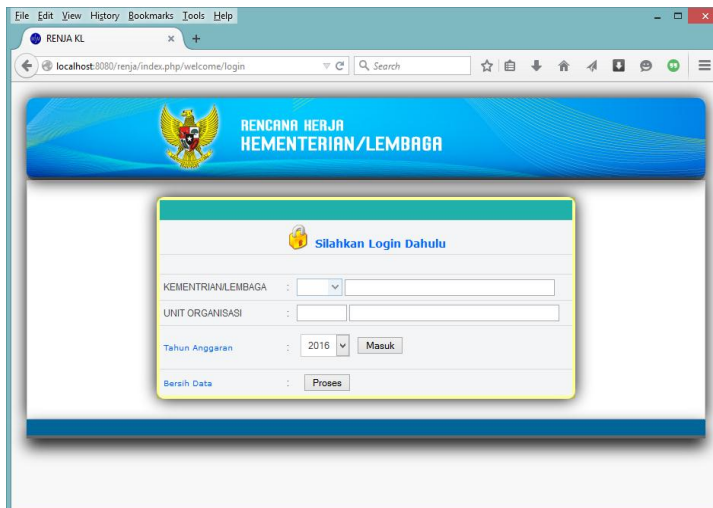 File Edit View History Bookmarks Tools Help
RENJA KL
localhost:8080/renja/index.php/welcome/login
Search
RENCANA KERJA
KEMENTERIAN/LEMBAGA
Silahkan Login Dahulu
KEMENTRIAN/LEMBAGA :
UNIT ORGANISASI :
Tahun Anggaran : 2016 Masuk
Bersih Data : Proses